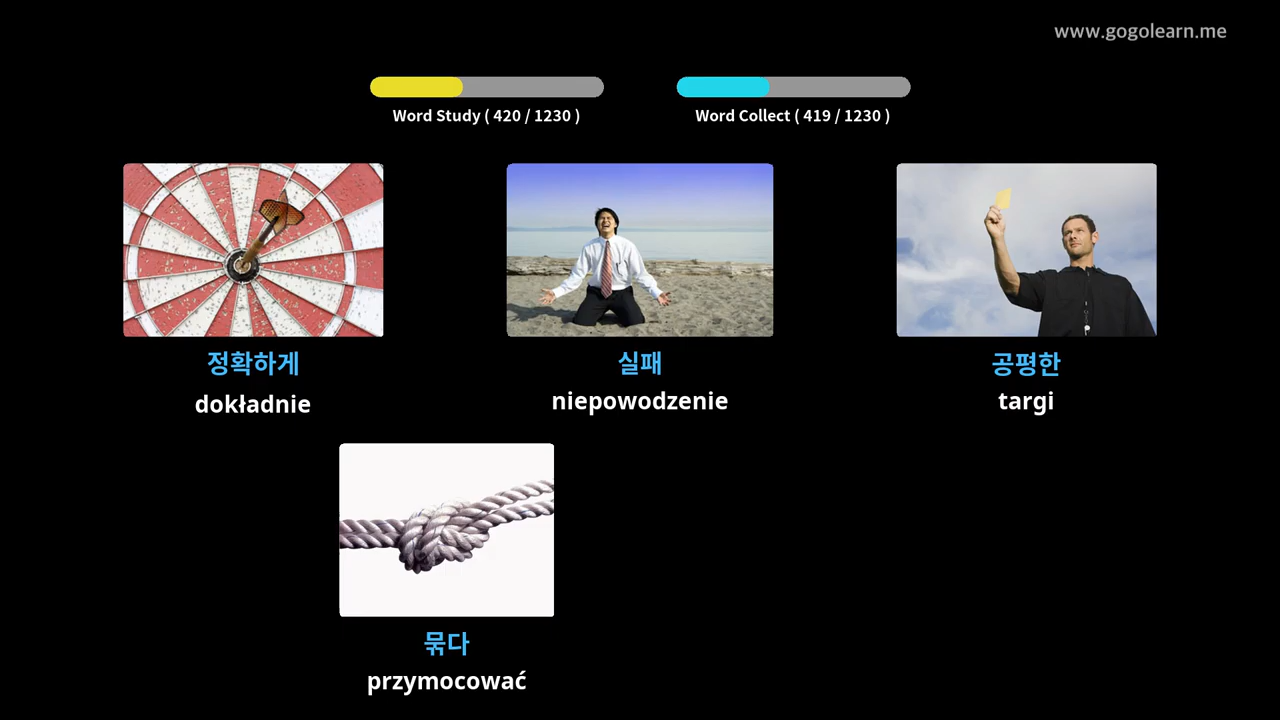 www.gogolearn.me
Word Study ( 420 / 1230 )
Word Collect ( 419 / 1230 )
정확하게
dokładnie
실패
niepowodzenie
공평한
targi
묶다
przymocować